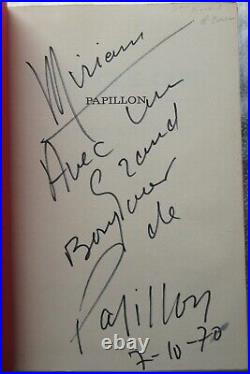 Miriam
PAPILLON
Avec un
Grand
Bonjour
de
Papillon
7-10-70